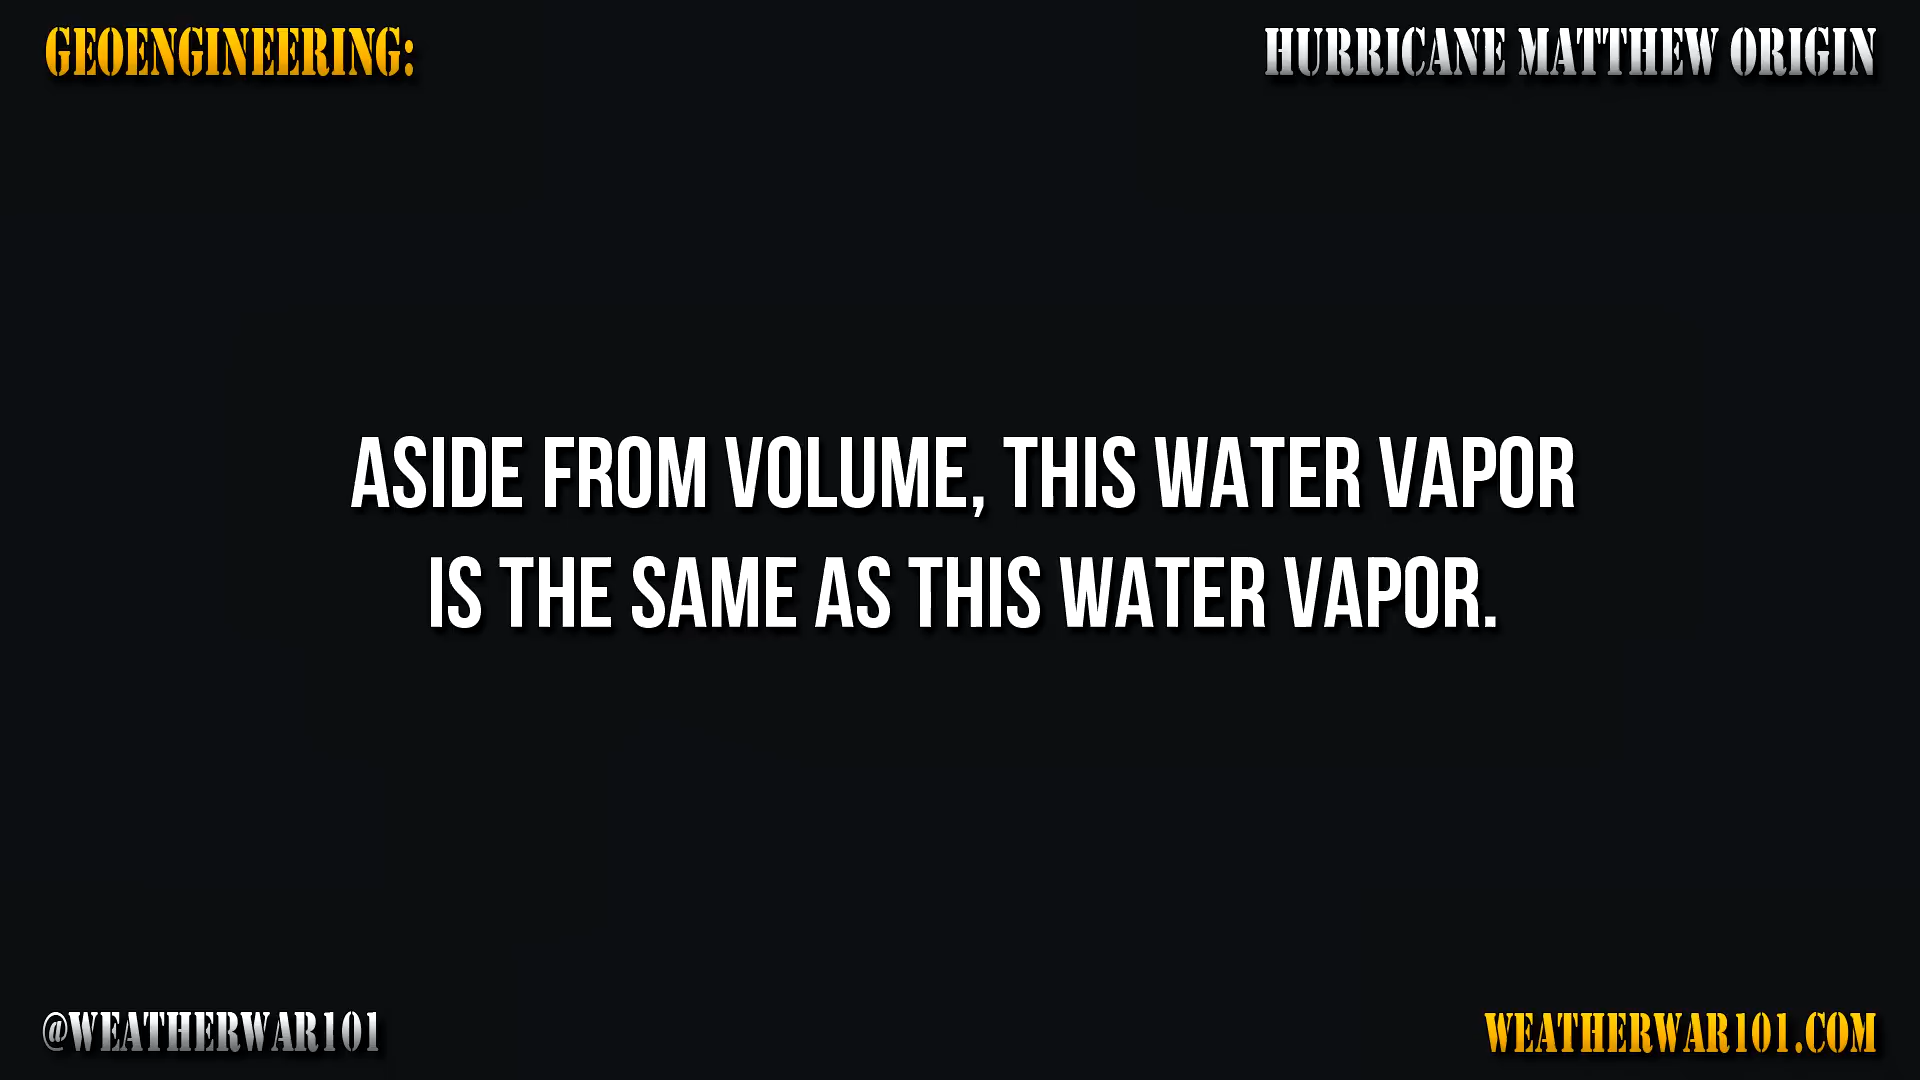 GEOENGINEERING:
HURRICANE MATTHEW ORIGIN
ASIDE FROM VOLUME, THIS WATER VAPOR
IS THE SAME AS THIS WATER VAPOR.
@WEATHERWAR101
WEATHERWAR101.COM